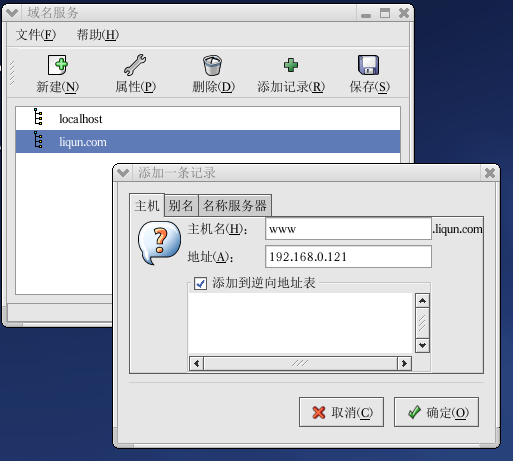 域名服务
文件(F) 帮助(H)
新建(N) 属性(P) 删除(D) 添加记录(R) 保存(S)
localhost
liqun.com
添加一条记录
主机 别名 名称服务器
主机名(H): www .liqun.com
地址(A): 192.168.0.121
添加到逆向地址表
取消(C) 确定(O)